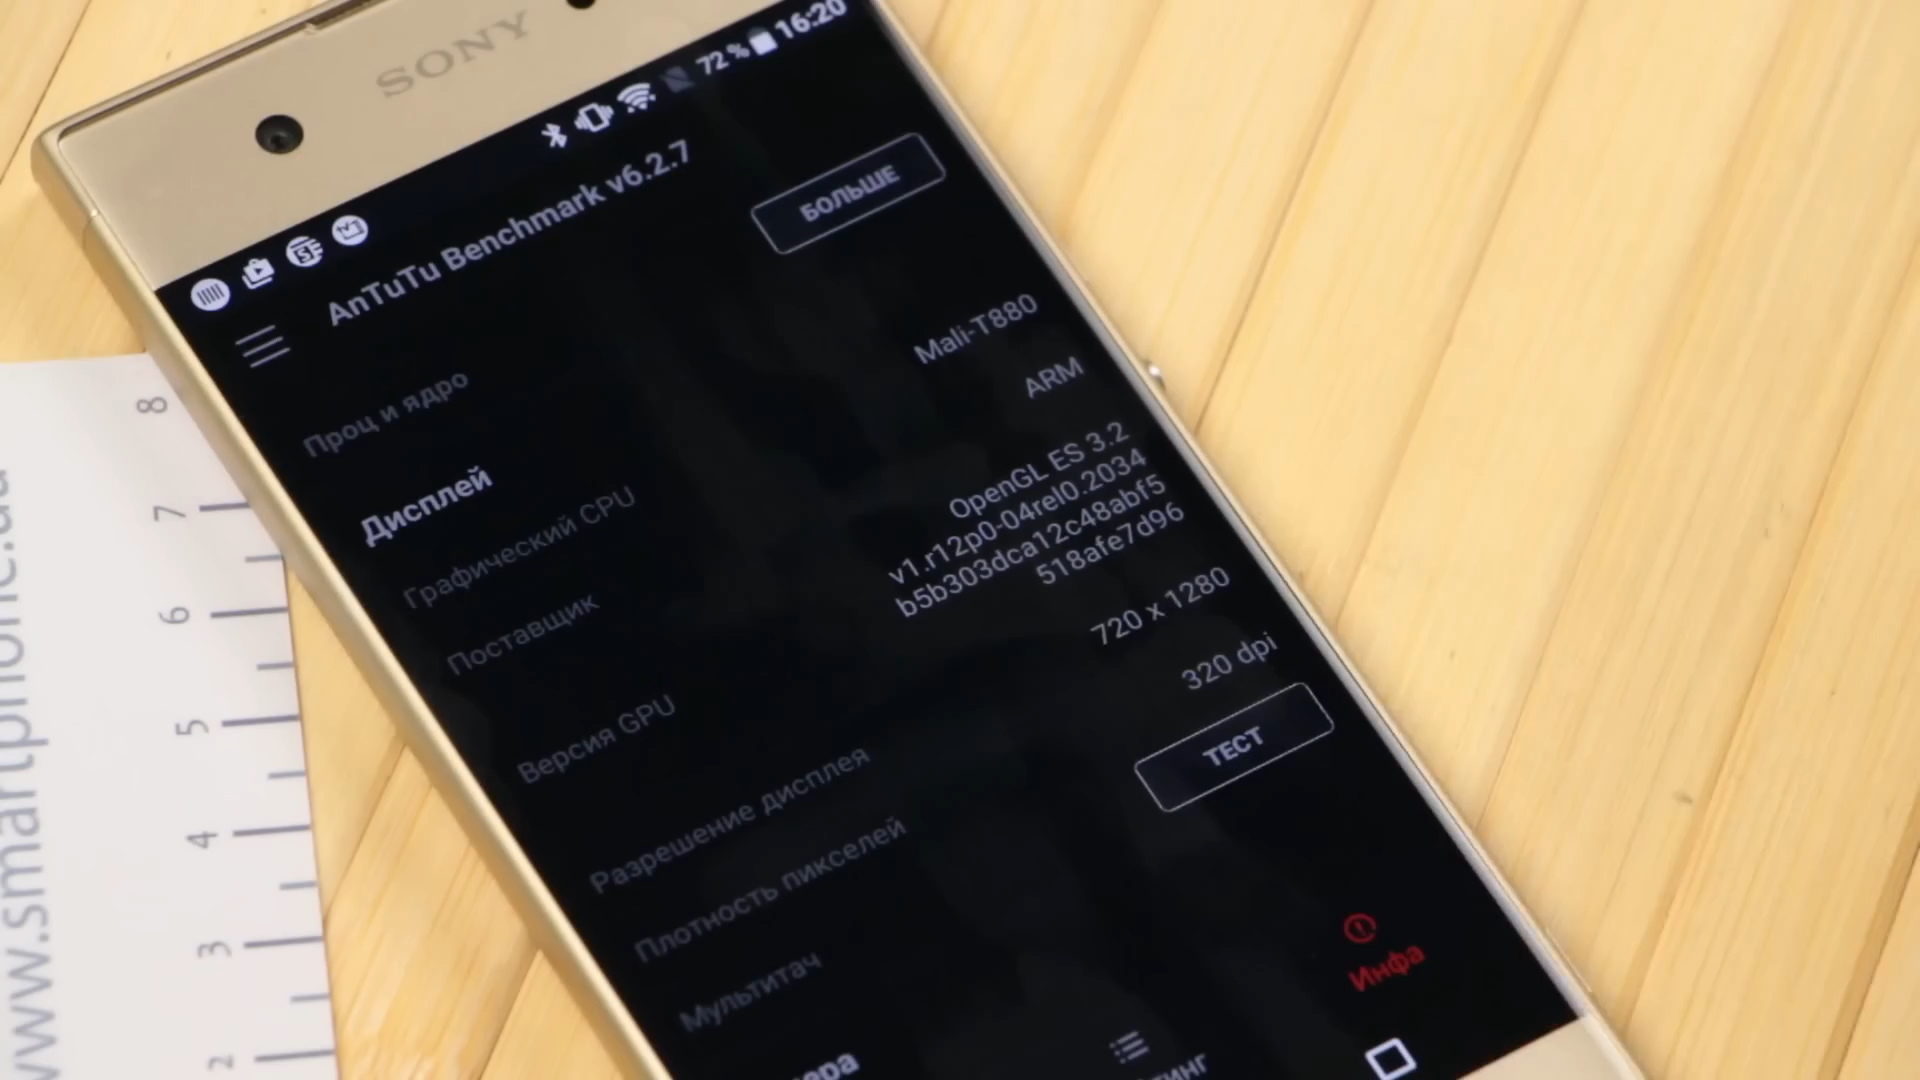 SONY
72 % 16:20
AnTuTu Benchmark v6.2.7
БОЛЬШЕ
Проц и ядро
Дисплей
Графический CPU
Mali-T880
Поставщик
ARM
Версия GPU
OpenGL ES 3.2
v1.r12p0-04rel0.2034
b5b303dca12c48abf5
518afe7d96
Разрешение дисплея
720 x 1280
Плотность пикселей
320 dpi
Мультитач
ТЕСТ
Инфа
8
7
6
5
4
3
2
www.smartphone.ua